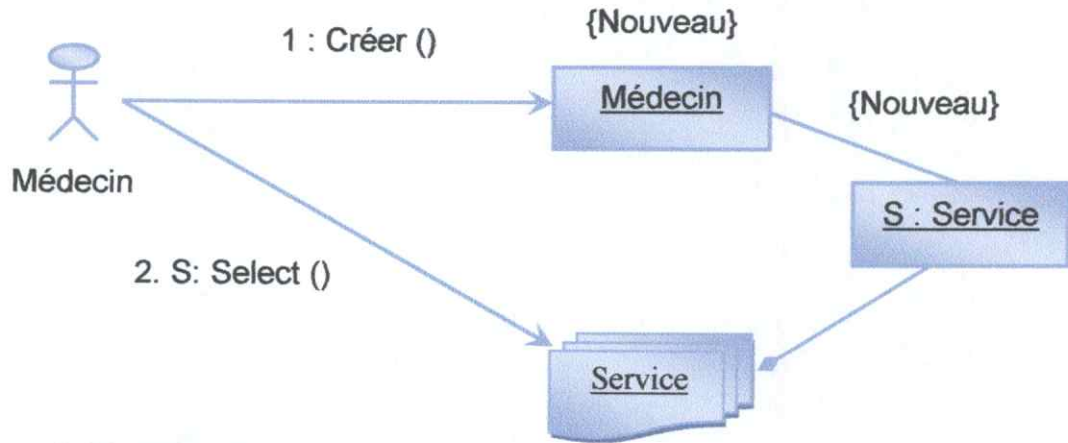 1 : Créer ()
{Nouveau}
Médecin
{Nouveau}
Médecin
S : Service
2. S: Select ()
Service